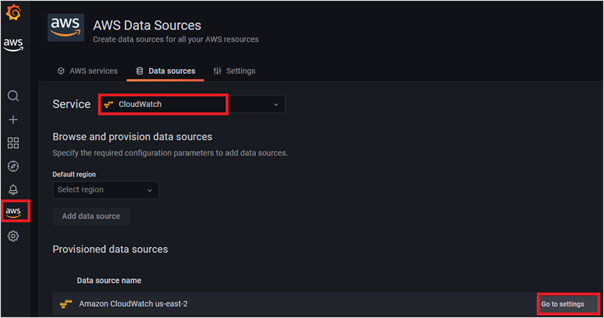 aws
aws
AWS Data Sources
Create data sources for all your AWS resources
AWS services
Data sources
Settings
Service
CloudWatch
Browse and provision data sources
Specify the required configuration parameters to add data sources.
Default region
Select region
Add data source
aws
Provisioned data sources
Data source name
Amazon CloudWatch us-east-2
Go to settings